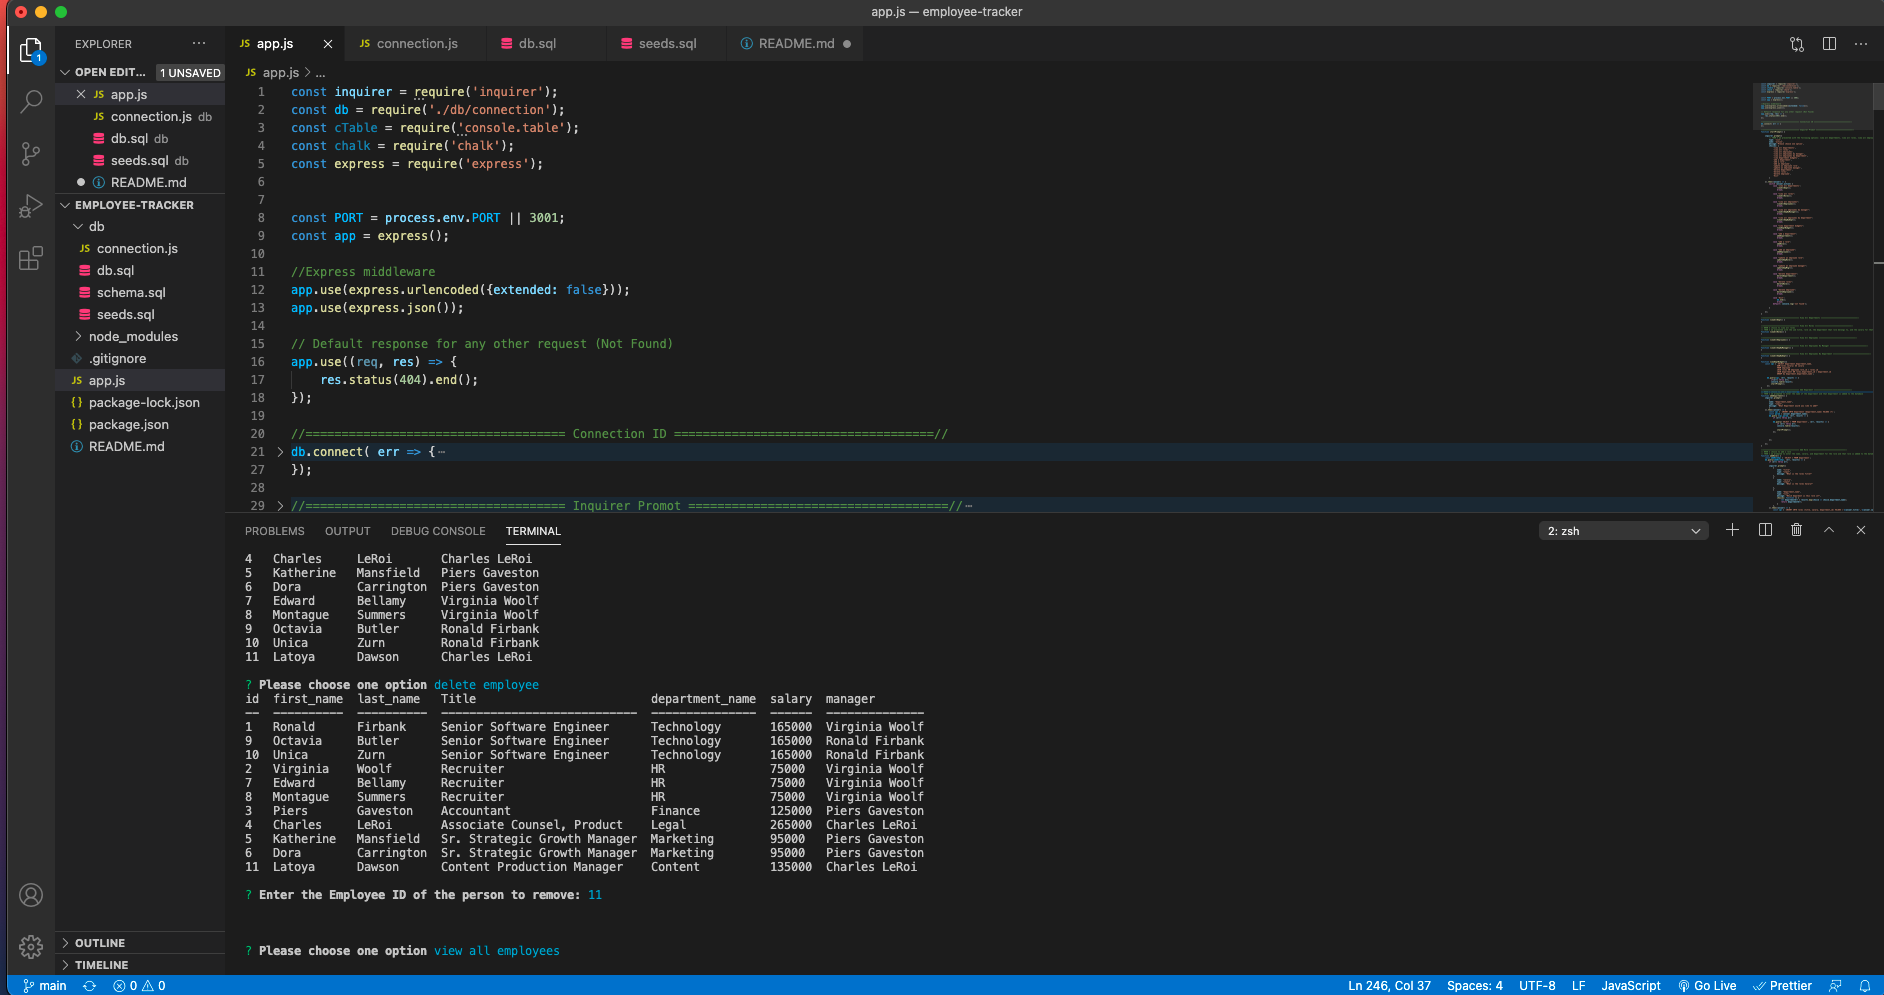 app.js — employee-tracker
EXPLORER
OPEN EDIT... 1 UNSAVED
JS app.js
JS connection.js db
db.sql db
seeds.sql db
README.md
EMPLOYEE-TRACKER
db
JS connection.js
db.sql
schema.sql
seeds.sql
node_modules
.gitignore
JS app.js
{} package-lock.json
{} package.json
README.md
OUTLINE
TIMELINE
1
JS app.js
JS connection.js
db.sql
seeds.sql
README.md
JS app.js > ...
1 const inquirer = require('inquirer');
2 const db = require('./db/connection');
3 const cTable = require('console.table');
4 const chalk = require('chalk');
5 const express = require('express');
6
7
8 const PORT = process.env.PORT || 3001;
9 const app = express();
10
11 //Express middleware
12 app.use(express.urlencoded({extended: false}));
13 app.use(express.json());
14
15 // Default response for any other request (Not Found)
16 app.use((req, res) => {
17 res.status(404).end();
18 });
19
20 //==================================== Connection ID ====================================//
21 db.connect( err => {⋯
27 });
28
29 //==================================== Inquirer Promot ====================================//⋯
PROBLEMS OUTPUT DEBUG CONSOLE TERMINAL
2: zsh
4 Charles LeRoi Charles LeRoi
5 Katherine Mansfield Piers Gaveston
6 Dora Carrington Piers Gaveston
7 Edward Bellamy Virginia Woolf
8 Montague Summers Virginia Woolf
9 Octavia Butler Ronald Firbank
10 Unica Zurn Ronald Firbank
11 Latoya Dawson Charles LeRoi
? Please choose one option delete employee
id first_name last_name Title department_name salary manager
-- ---------- ---------- ---------------------------- --------------- ------ --------------
1 Ronald Firbank Senior Software Engineer Technology 165000 Virginia Woolf
9 Octavia Butler Senior Software Engineer Technology 165000 Ronald Firbank
10 Unica Zurn Senior Software Engineer Technology 165000 Ronald Firbank
2 Virginia Woolf Recruiter HR 75000 Virginia Woolf
7 Edward Bellamy Recruiter HR 75000 Virginia Woolf
8 Montague Summers Recruiter HR 75000 Virginia Woolf
3 Piers Gaveston Accountant Finance 125000 Piers Gaveston
4 Charles LeRoi Associate Counsel, Product Legal 265000 Charles LeRoi
5 Katherine Mansfield Sr. Strategic Growth Manager Marketing 95000 Piers Gaveston
6 Dora Carrington Sr. Strategic Growth Manager Marketing 95000 Piers Gaveston
11 Latoya Dawson Content Production Manager Content 135000 Charles LeRoi
? Enter the Employee ID of the person to remove: 11
? Please choose one option view all employees
main 0 0 Ln 246, Col 37 Spaces: 4 UTF-8 LF JavaScript Go Live Prettier